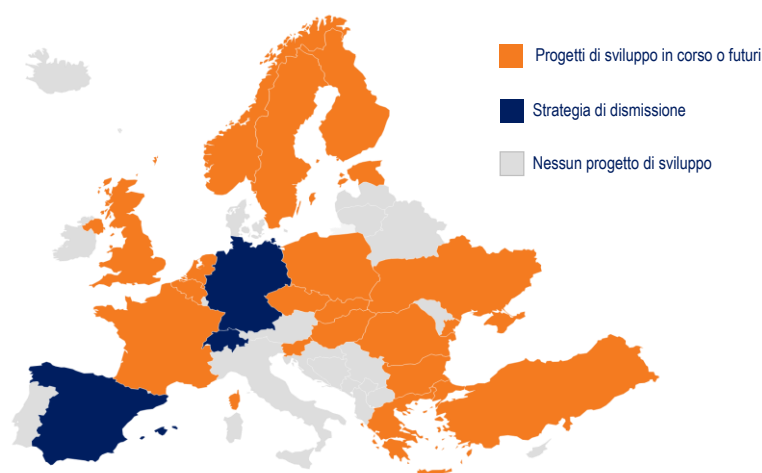 Progetti di sviluppo in corso o futuri
Strategia di dismissione
Nessun progetto di sviluppo